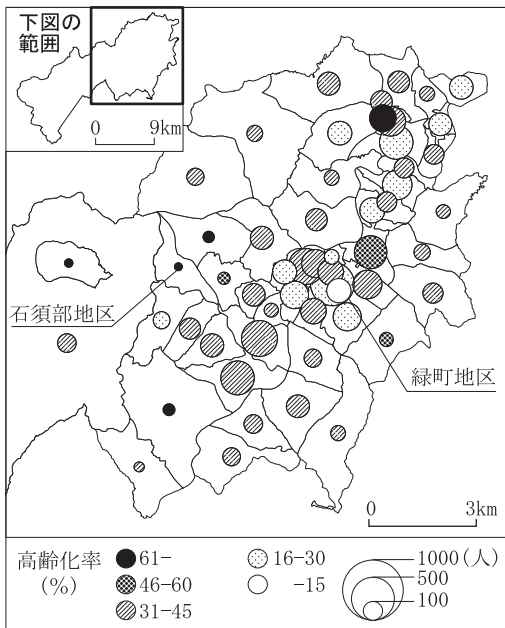 下図の
範囲
0 9km
石須部地区
緑町地区
0 3km
高齢化率
(%)
61-
46-60
31-45
16-30
-15
1000(人)
500
100